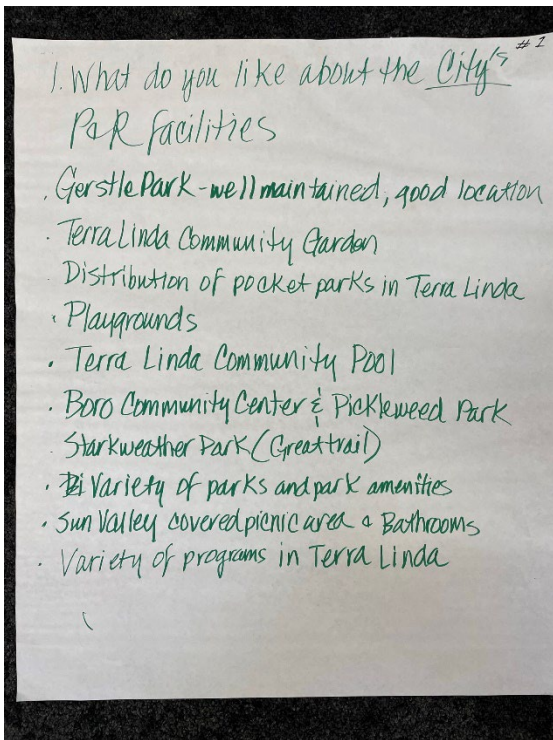 # 1
1. What do you like about the City's
P&R facilities
· Gerstle Park - well maintained, good location
· Terra Linda Community Garden
· Distribution of pocket parks in Terra Linda
· Playgrounds
· Terra Linda Community Pool
· Boro Community Center & Pickleweed Park
Starkweather Park (Great trail)
· Variety of parks and park amenities
· Sun Valley covered picnic area & Bathrooms
· Variety of programs in Terra Linda